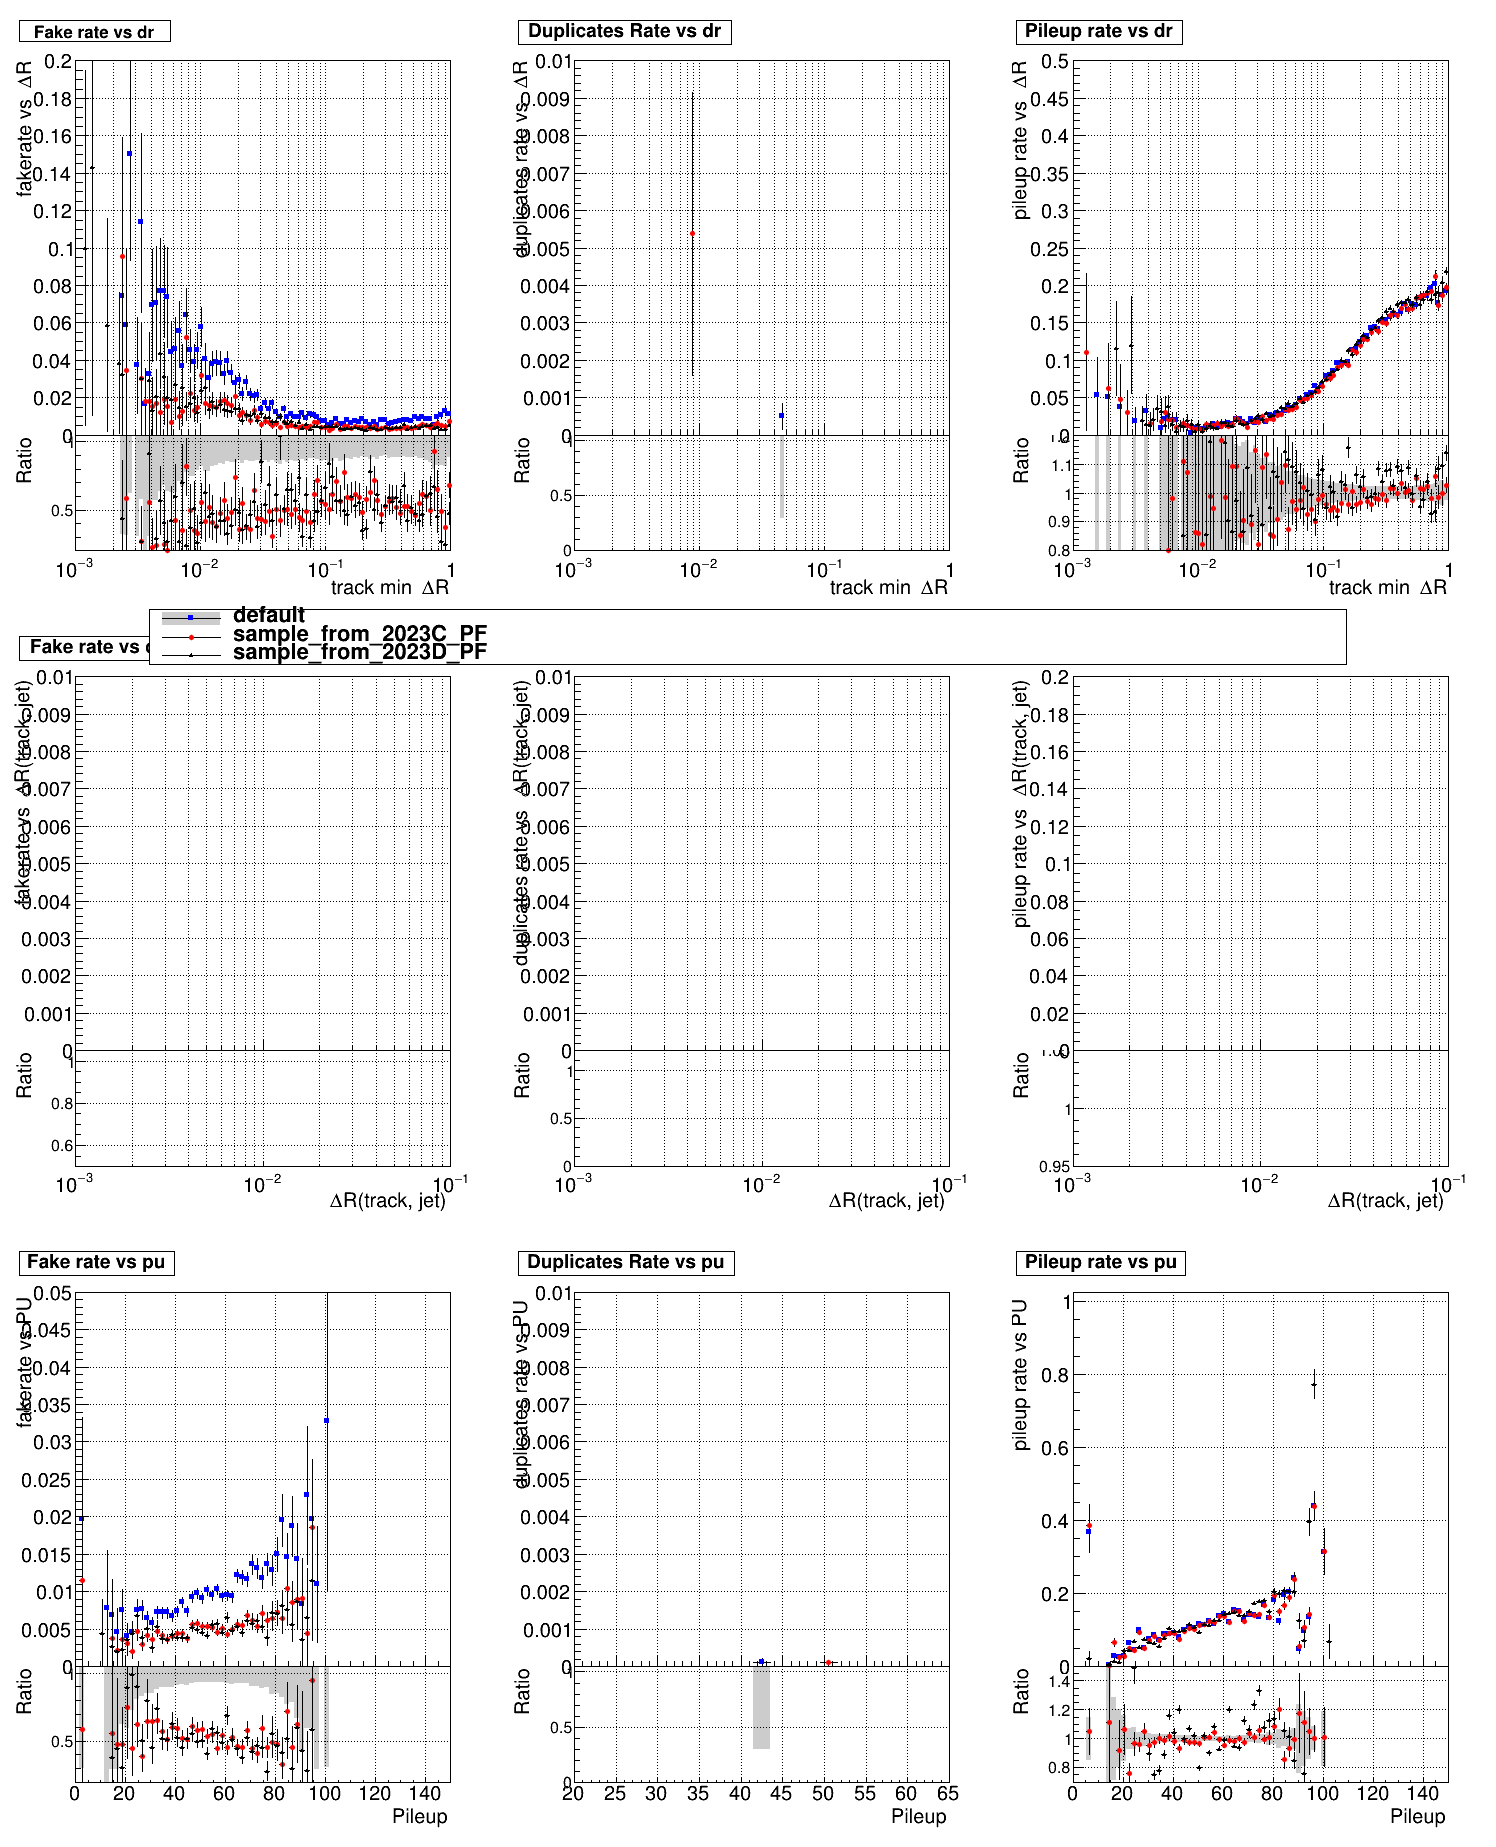 Fake rate vs dr
Duplicates Rate vs dr
Pileup rate vs dr
fakerate vs ΔR
0.2
0.18
0.16
0.14
0.12
0.1
0.08
0.06
0.04
0.02
0
Ratio
0.5
10−3 10−2 10−1 1
track min ΔR
duplicates rate vs ΔR
0.01
0.009
0.008
0.007
0.006
0.005
0.004
0.003
0.002
0.001
0
Ratio
0.5
0
10−3 10−2 10−1 1
track min ΔR
pileup rate vs ΔR
0.5
0.45
0.4
0.35
0.3
0.25
0.2
0.15
0.1
0.05
Ratio
1.1
1
0.9
0.8
10−3 10−2 10−1 1
track min ΔR
default
sample_from_2023C_PF
sample_from_2023D_PF
Fake rate vs
fakerate vs ΔR(track, jet)
0.01
0.009
0.008
0.007
0.006
0.005
0.004
0.003
0.002
0.001
0
Ratio
1
0.8
0.6
10−3 10−2 10−1
ΔR(track, jet)
duplicates rate vs ΔR(track, jet)
0.01
0.009
0.008
0.007
0.006
0.005
0.004
0.003
0.002
0.001
0
Ratio
1
0.5
0
10−3 10−2 10−1
ΔR(track, jet)
pileup rate vs ΔR(track, jet)
0.2
0.18
0.16
0.14
0.12
0.1
0.08
0.06
0.04
0.02
0
Ratio
1
0.95
10−3 10−2 10−1
ΔR(track, jet)
Fake rate vs pu
Duplicates Rate vs pu
Pileup rate vs pu
fakerate vs PU
0.05
0.045
0.04
0.035
0.03
0.025
0.02
0.015
0.01
0.005
0
Ratio
0.5
0 20 40 60 80 100 120 140
Pileup
duplicates rate vs PU
0.01
0.009
0.008
0.007
0.006
0.005
0.004
0.003
0.002
0.001
0
Ratio
0.5
0
20 25 30 35 40 45 50 55 60 65
Pileup
pileup rate vs PU
1
0.8
0.6
0.4
0.2
0
Ratio
1.4
1.2
1
0.8
0 20 40 60 80 100 120 140
Pileup